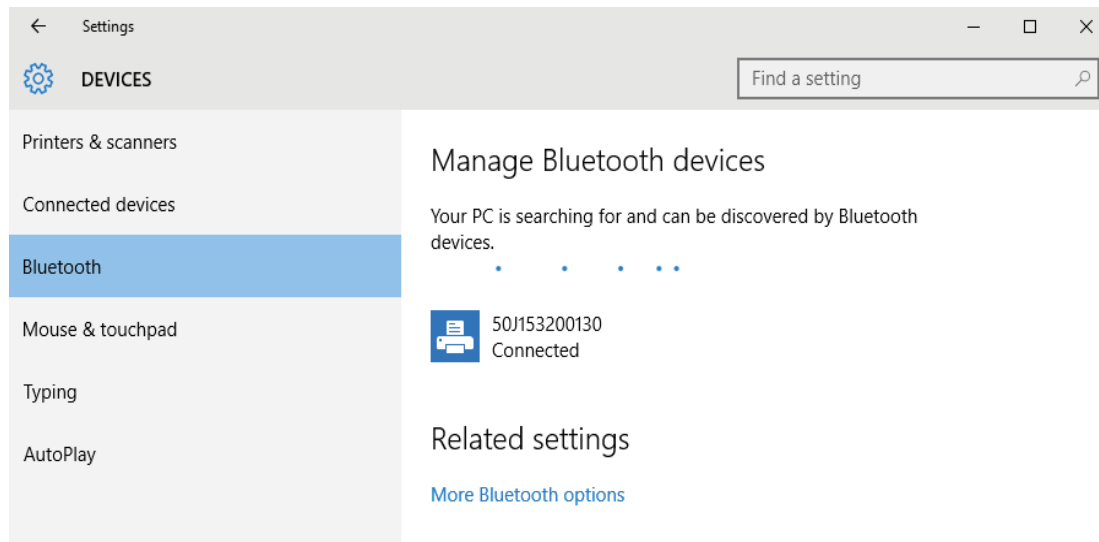 Settings
DEVICES
Find a setting
Printers & scanners
Connected devices
Bluetooth
Mouse & touchpad
Typing
AutoPlay
Manage Bluetooth devices
Your PC is searching for and can be discovered by Bluetooth
devices.
50J153200130
Connected
Related settings
More Bluetooth options